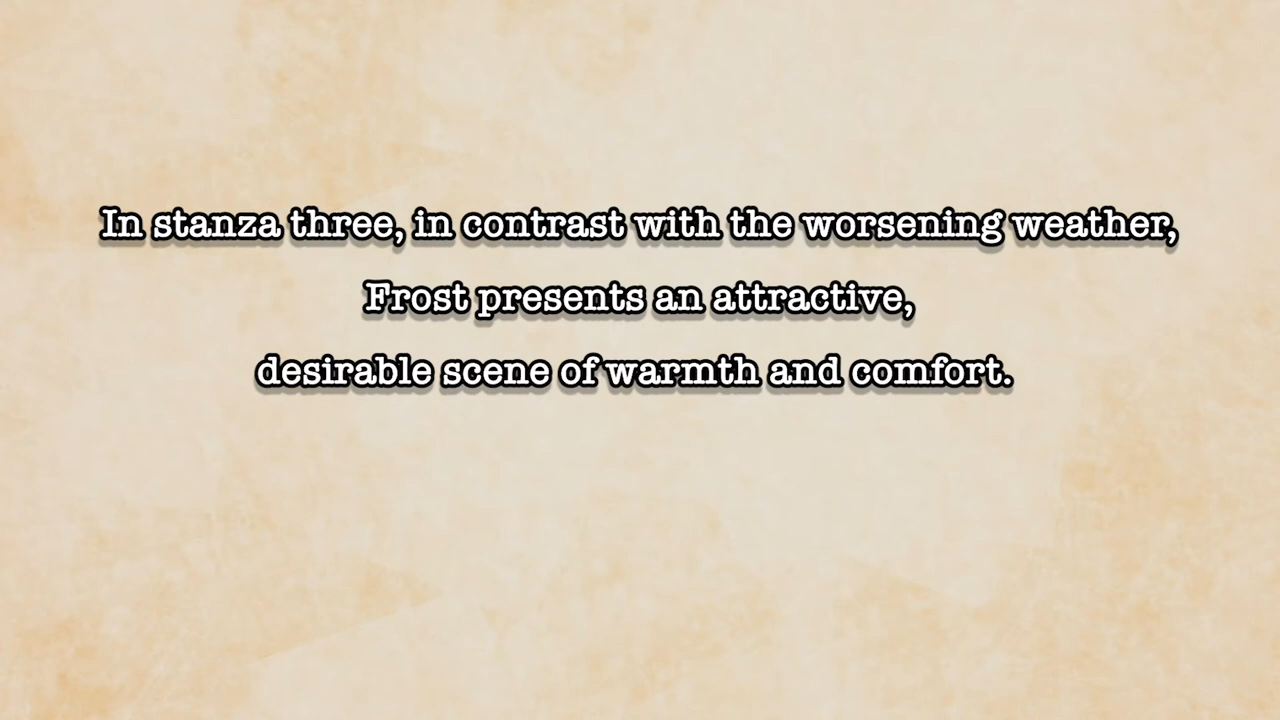 In stanza three, in contrast with the worsening weather,
Frost presents an attractive,
desirable scene of warmth and comfort.